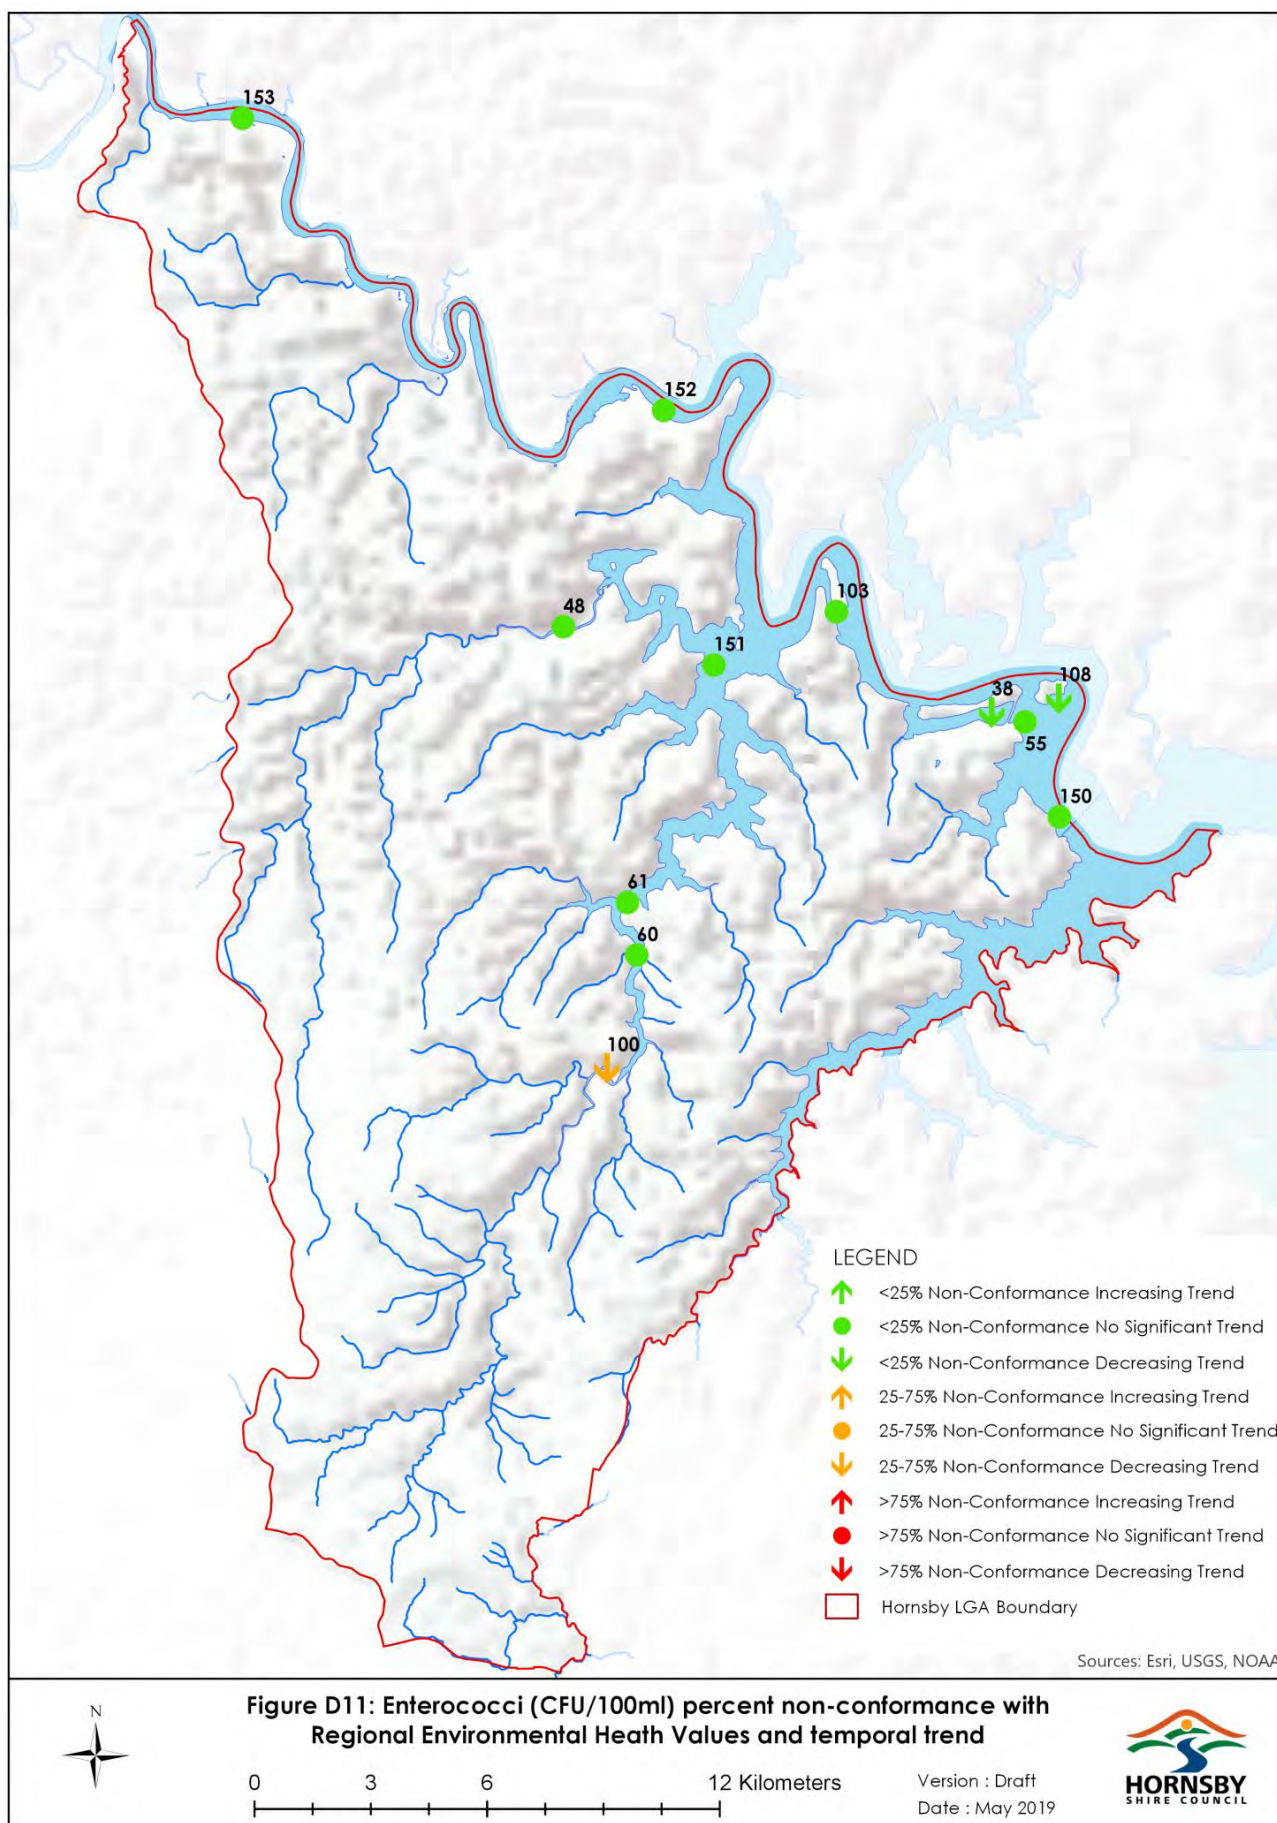 153
152
103
48
151
108
38
55
150
61
60
100
LEGEND
<25% Non-Conformance Increasing Trend
<25% Non-Conformance No Significant Trend
<25% Non-Conformance Decreasing Trend
25-75% Non-Conformance Increasing Trend
25-75% Non-Conformance No Significant Trend
25-75% Non-Conformance Decreasing Trend
>75% Non-Conformance Increasing Trend
>75% Non-Conformance No Significant Trend
>75% Non-Conformance Decreasing Trend
Hornsby LGA Boundary
Sources: Esri, USGS, NOAA
N
Figure D11: Enterococci (CFU/100ml) percent non-conformance with
Regional Environmental Heath Values and temporal trend
0 3 6 12 Kilometers
Version : Draft
Date : May 2019
HORNSBY
SHIRE COUNCIL